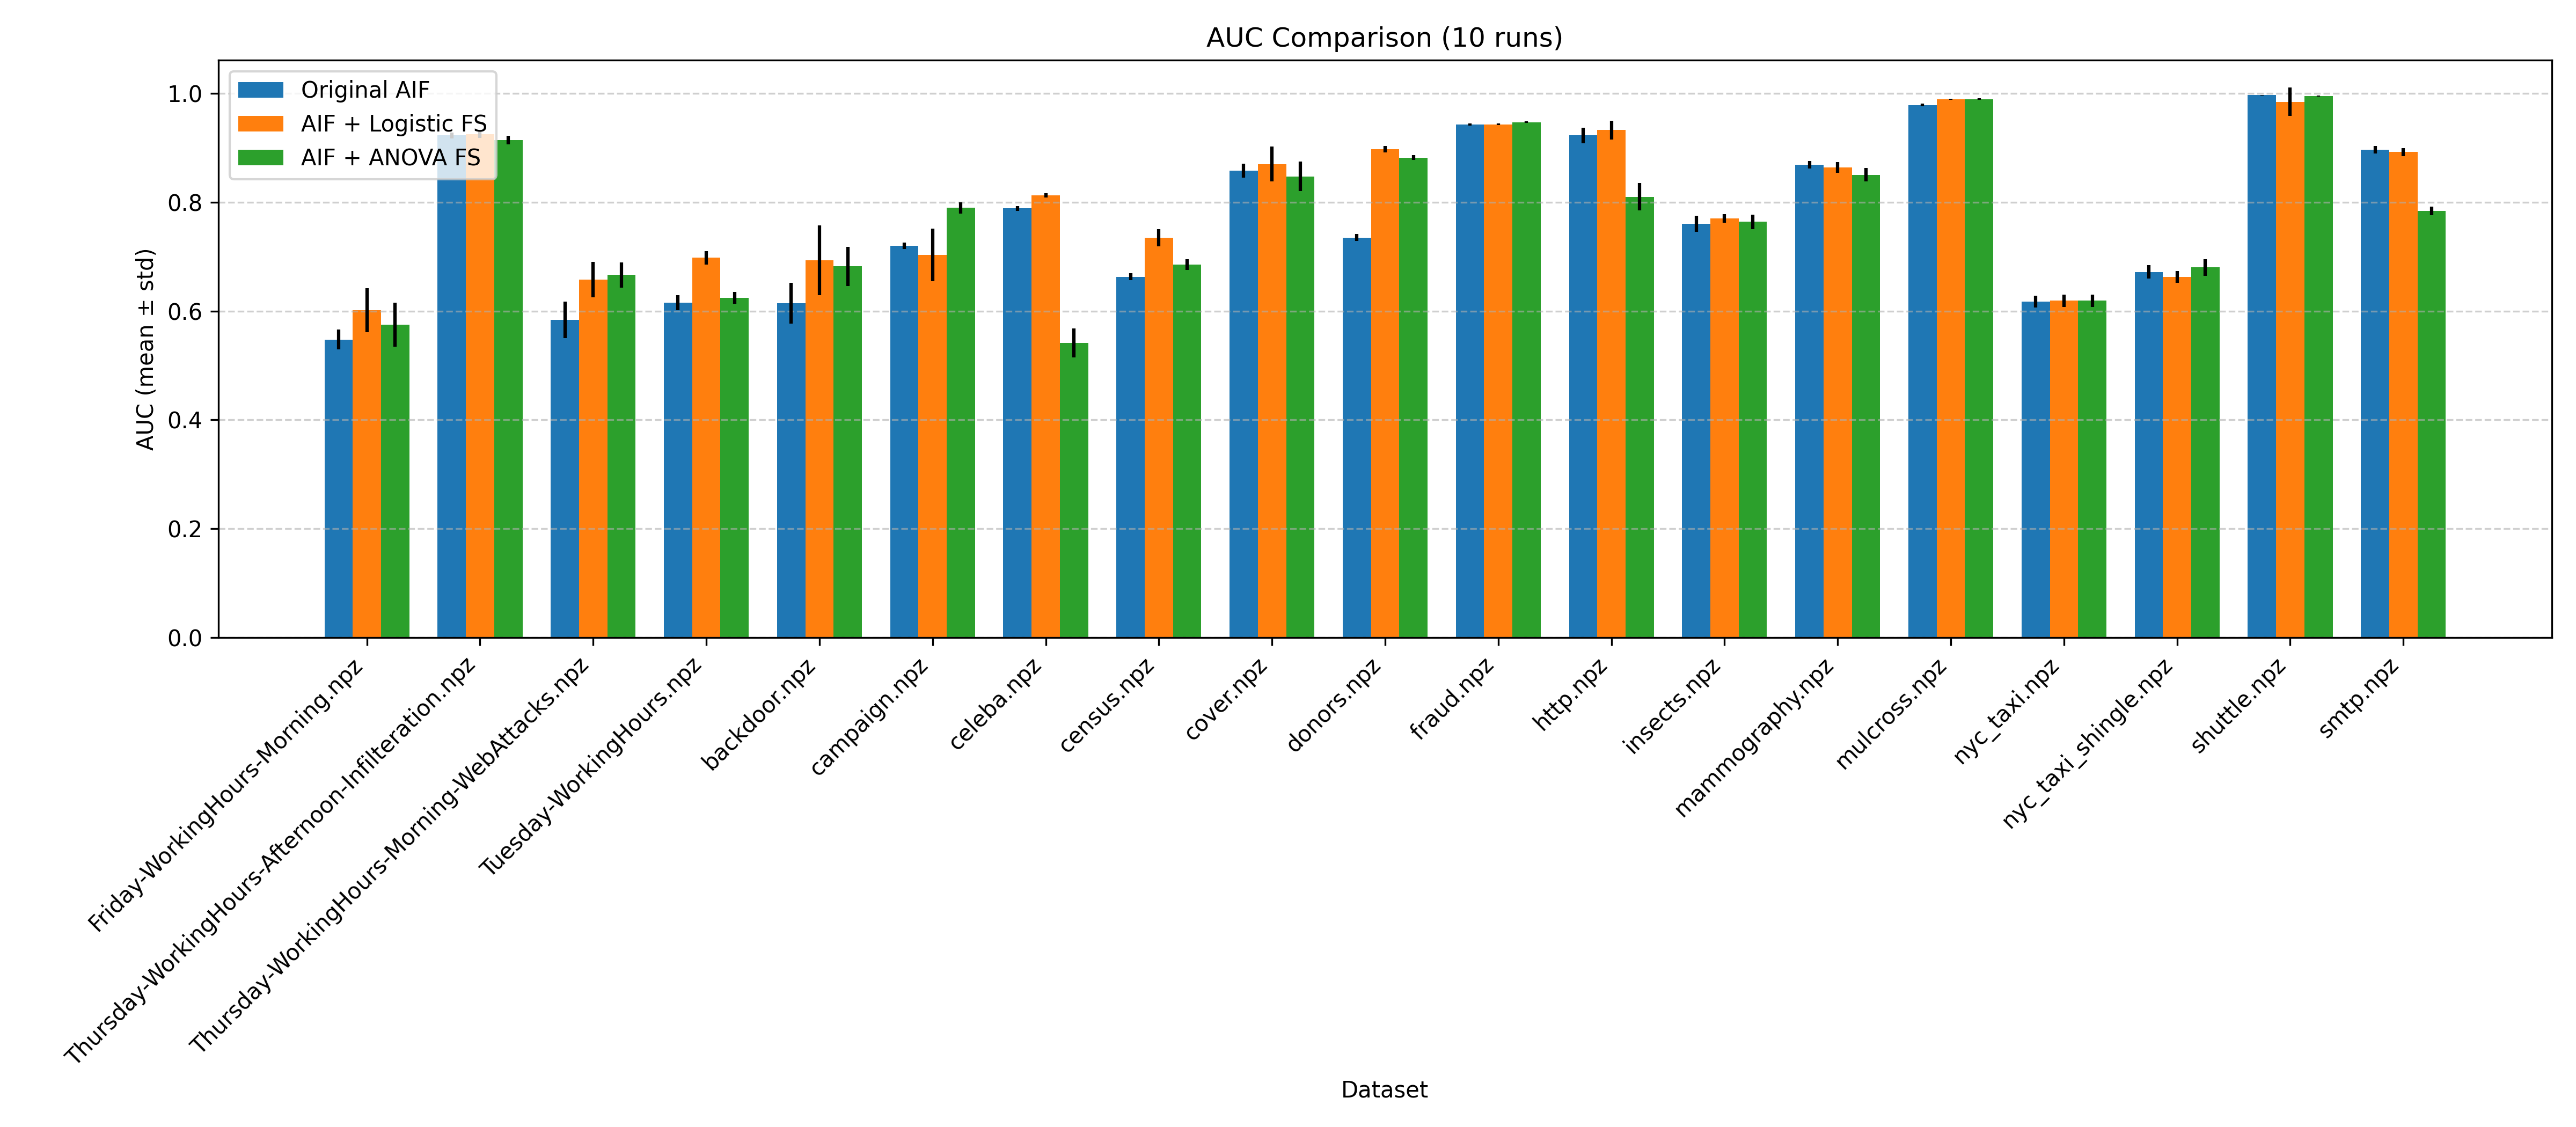 AUC Comparison (10 runs)
Original AIF
AIF + Logistic FS
AIF + ANOVA FS
AUC (mean ± std)
1.0
0.8
0.6
0.4
0.2
0.0
Friday-WorkingHours-Morning.npz
Thursday-WorkingHours-Afternoon-Infilteration.npz
Thursday-WorkingHours-Morning-WebAttacks.npz
Tuesday-WorkingHours.npz
backdoor.npz
campaign.npz
celeba.npz
census.npz
cover.npz
donors.npz
fraud.npz
http.npz
insects.npz
mammography.npz
mulcross.npz
nyc_taxi.npz
nyc_taxi_shingle.npz
shuttle.npz
smtp.npz
Dataset